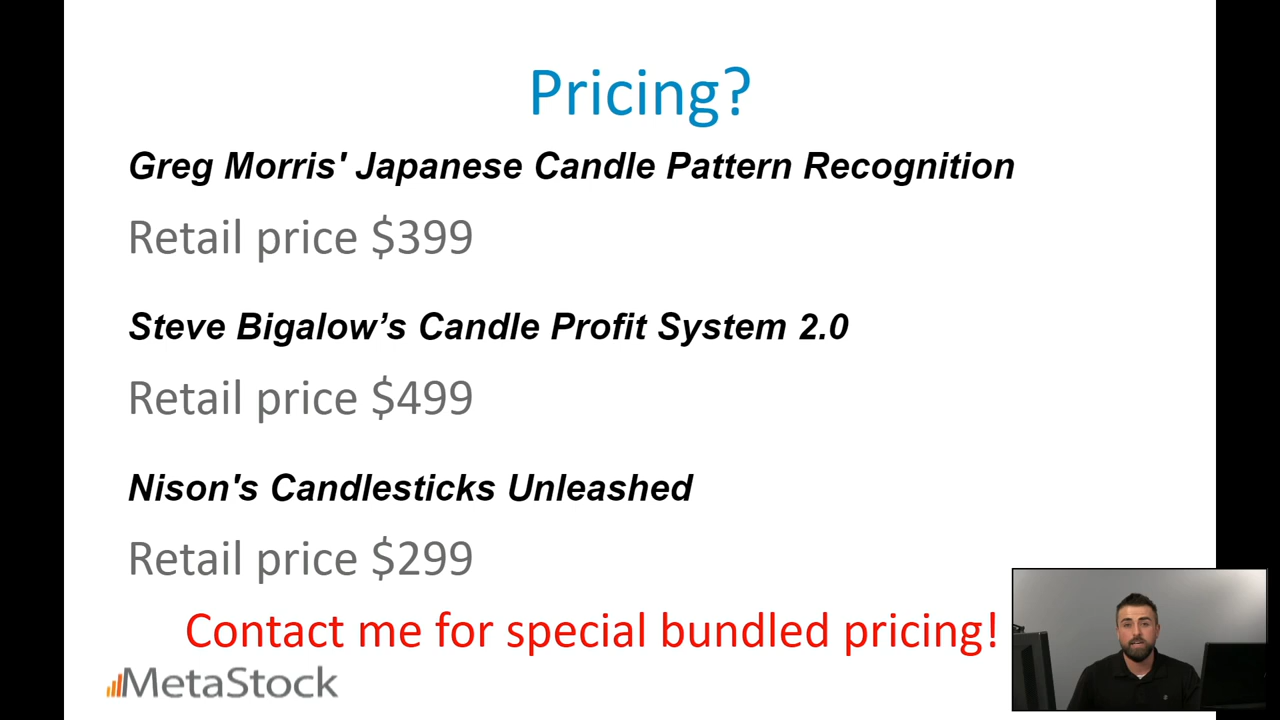 Pricing?
Greg Morris' Japanese Candle Pattern Recognition
Retail price $399
Steve Bigalow’s Candle Profit System 2.0
Retail price $499
Nison's Candlesticks Unleashed
Retail price $299
Contact me for special bundled pricing!
MetaStock